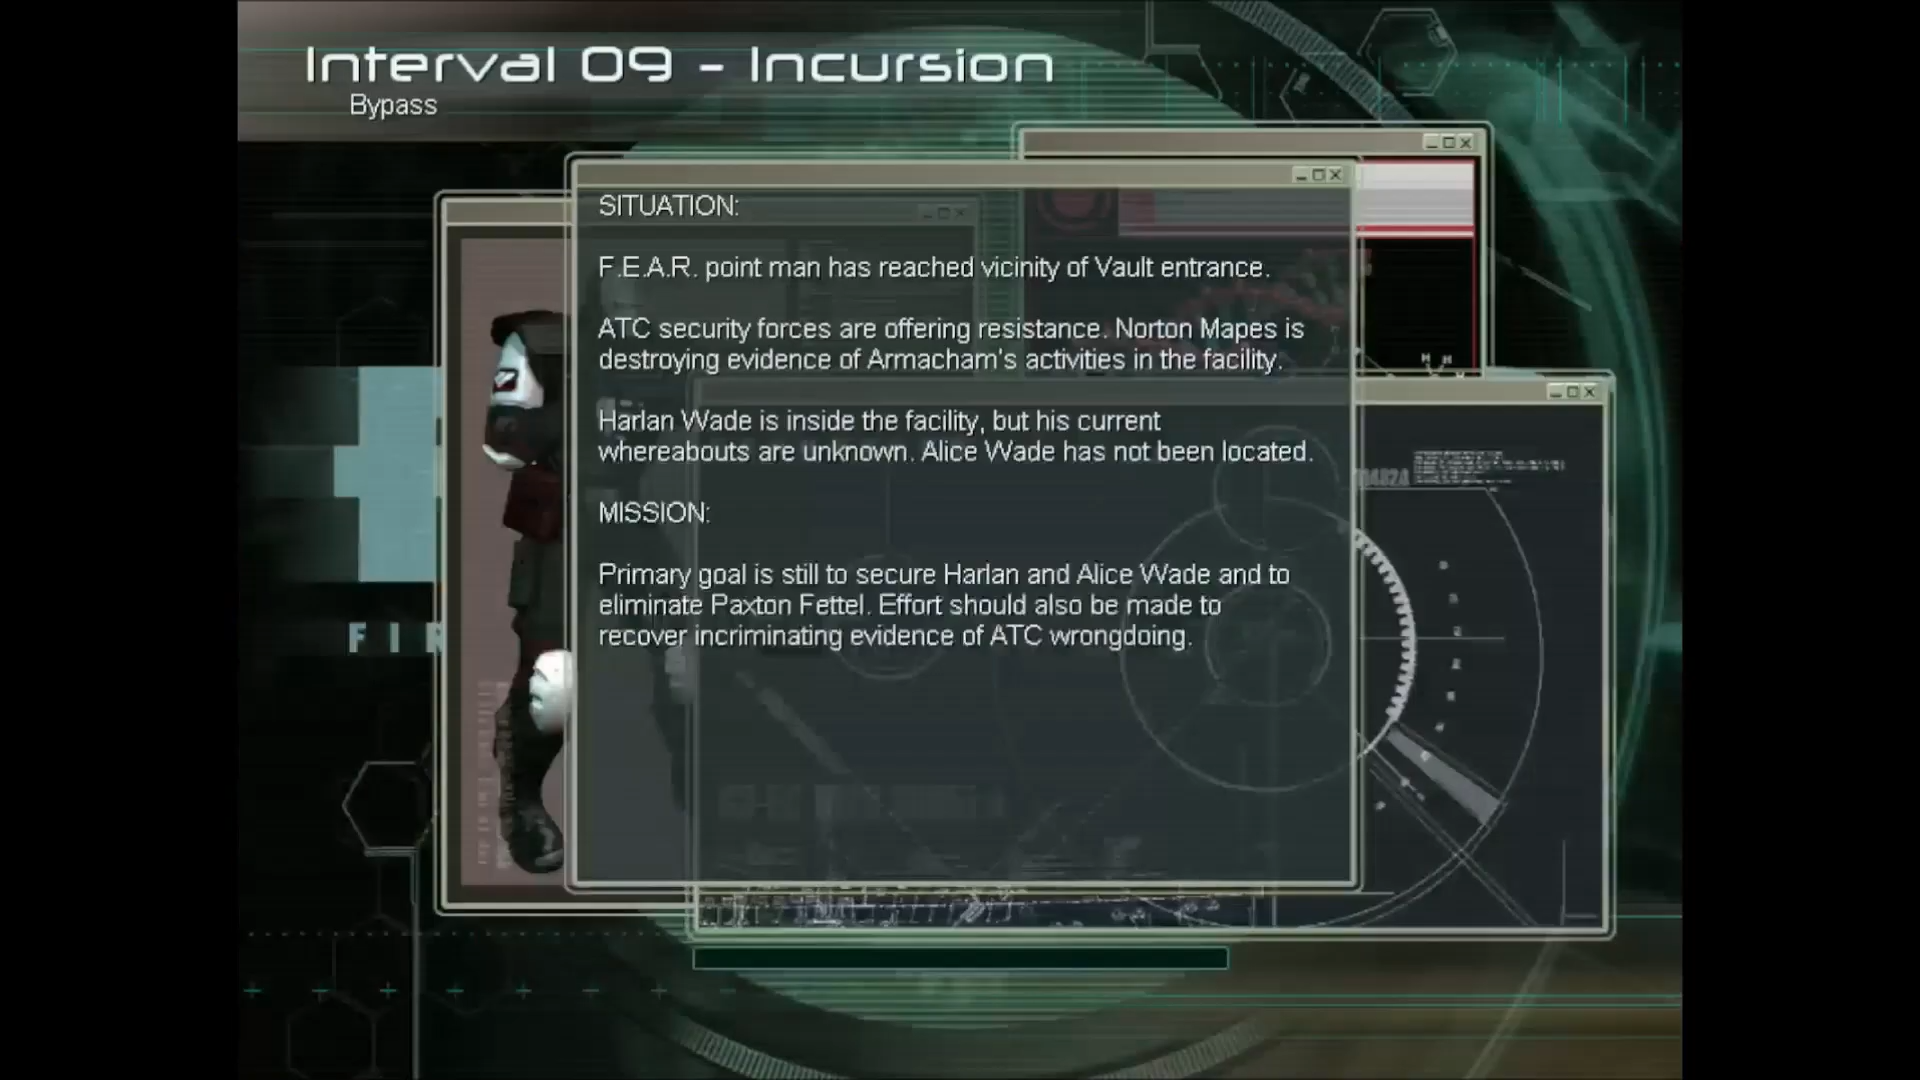 Interval 09 - Incursion
Bypass
SITUATION:
F.E.A.R. point man has reached vicinity of Vault entrance.
ATC security forces are offering resistance. Norton Mapes is
destroying evidence of Armacham's activities in the facility.
Harlan Wade is inside the facility, but his current
whereabouts are unknown. Alice Wade has not been located.
MISSION:
Primary goal is still to secure Harlan and Alice Wade and to
eliminate Paxton Fettel. Effort should also be made to
recover incriminating evidence of ATC wrongdoing.